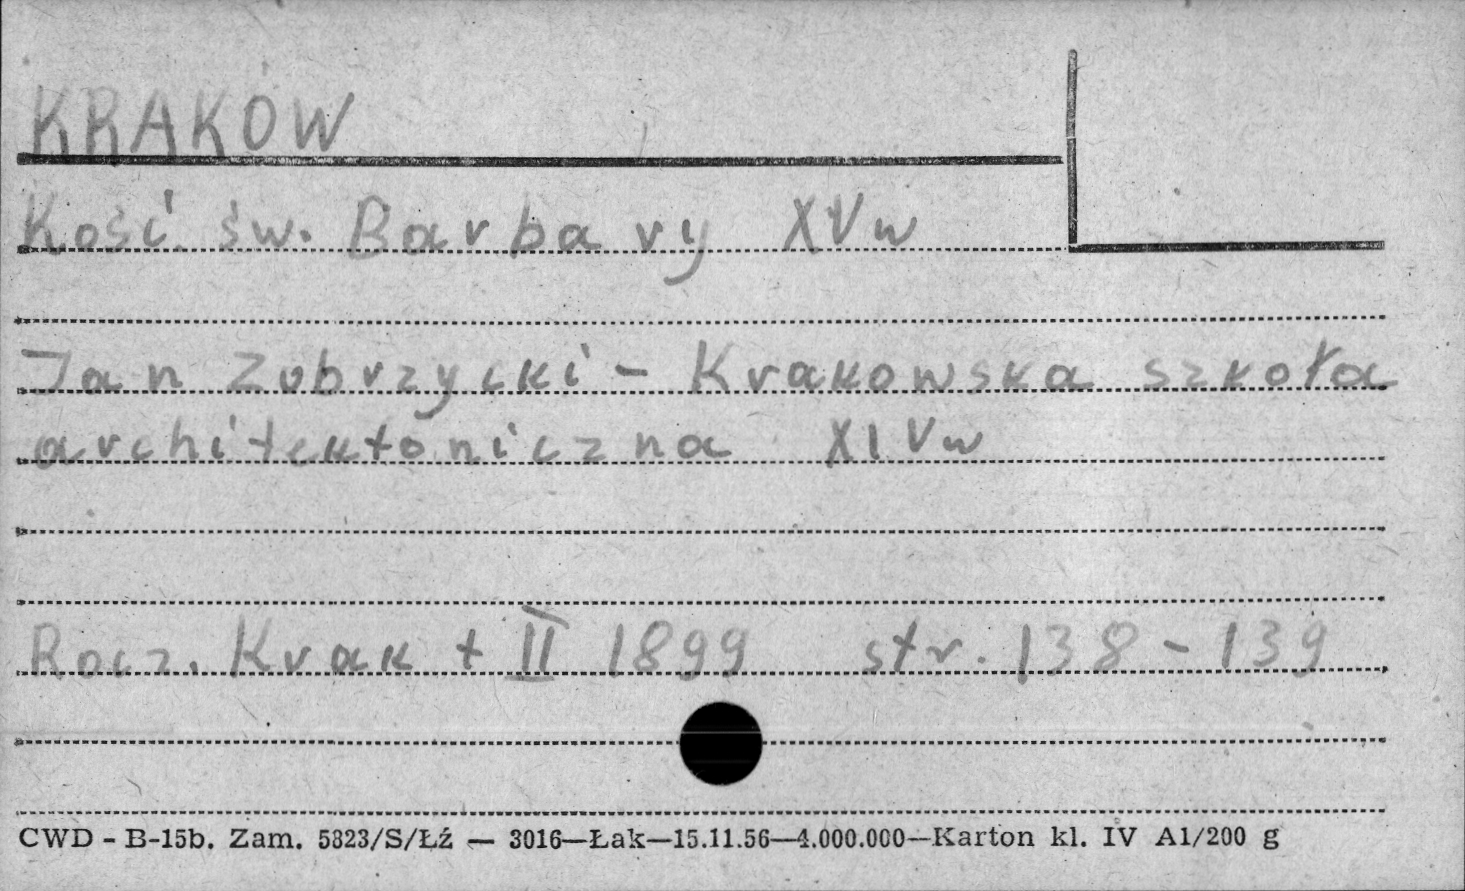 KRAKÓW
Kość. św. Barbary XVw
Jan Zubrzycki - Krakowska szkoła
architektoniczna XIVw
Rocz. Krak t II 1899 str. 138-139
CWD - B-15b. Zam. 5823/S/Łź — 3016—Łak—15.11.56—4.000.000—Karton kl. IV A1/200 g